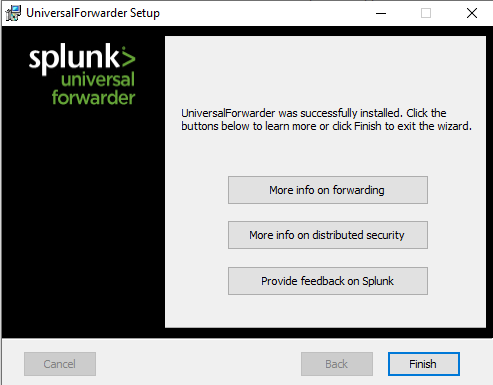 UniversalForwarder Setup
splunk>
universal
forwarder
UniversalForwarder was successfully installed. Click the
buttons below to learn more or click Finish to exit the wizard.
More info on forwarding
More info on distributed security
Provide feedback on Splunk
Cancel
Back
Finish